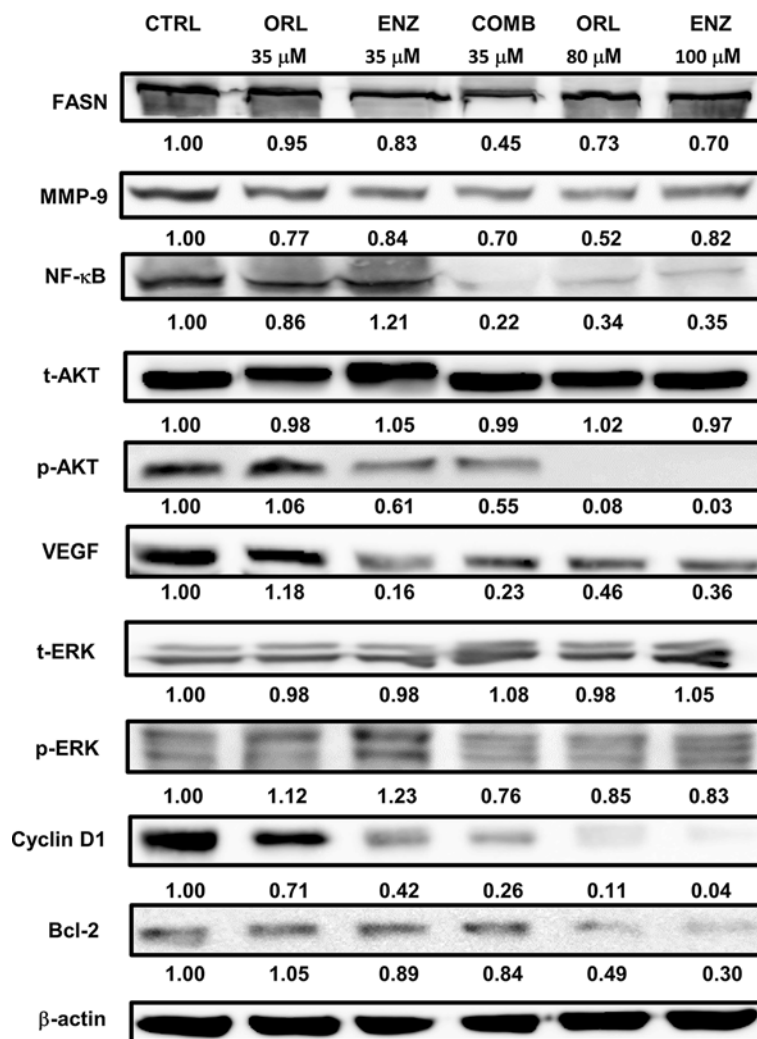 CTRL ORL ENZ COMB ORL ENZ
35 μM 35 μM 35 μM 80 μM 100 μM
FASN
1.00 0.95 0.83 0.45 0.73 0.70
MMP-9
1.00 0.77 0.84 0.70 0.52 0.82
NF-κB
1.00 0.86 1.21 0.22 0.34 0.35
t-AKT
1.00 0.98 1.05 0.99 1.02 0.97
p-AKT
1.00 1.06 0.61 0.55 0.08 0.03
VEGF
1.00 1.18 0.16 0.23 0.46 0.36
t-ERK
1.00 0.98 0.98 1.08 0.98 1.05
p-ERK
1.00 1.12 1.23 0.76 0.85 0.83
Cyclin D1
1.00 0.71 0.42 0.26 0.11 0.04
Bcl-2
1.00 1.05 0.89 0.84 0.49 0.30
β-actin